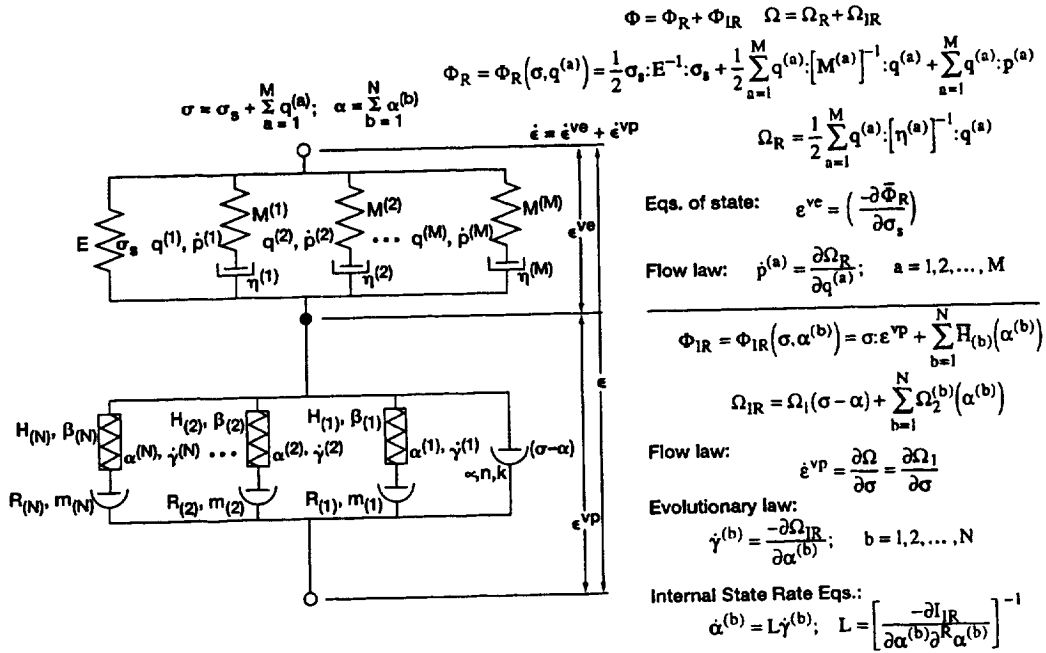 Φ = Φ_R + Φ_IR   Ω = Ω_R + Ω_IR
Φ_R = Φ_R(σ,q^(a)) = 1/2 σ_s:E^-1:σ_s + 1/2 Σ_{a=1}^{M} q^(a):[M^(a)]^-1:q^(a) + Σ_{a=1}^{M} q^(a):p^(a)
Ω_R = 1/2 Σ_{a=1}^{M} q^(a):[η^(a)]^-1:q^(a)
Eqs. of state: ε^ve = (-∂Φ̄_R/∂σ_s)
Flow law: ṗ^(a) = ∂Ω_R/∂q^(a); a = 1,2,..., M
Φ_IR = Φ_IR(σ,α^(b)) = σ:ε^vp + Σ_{b=1}^{N} H̄_(b)(α^(b))
Ω_IR = Ω_1(σ−α) + Σ_{b=1}^{N} Ω_2^(b)(α^(b))
Flow law:
ε̇^vp = ∂Ω/∂σ = ∂Ω_1/∂σ
Evolutionary law:
γ̇^(b) = -∂Ω_IR/∂α^(b); b = 1,2,...,N
Internal State Rate Eqs.:
α̇^(b) = Lγ̇^(b); L = [-∂I_IR/∂α^(b)∂^Rα^(b)]^-1
σ = σ_s + Σ_{a=1}^{M} q^(a); α = Σ_{b=1}^{N} α^(b)
ϵ̇ = ϵ̇^ve + ϵ̇^vp
M^(1) M^(2) M^(M)
E σ_s q^(1), ṗ^(1) q^(2), ṗ^(2) ... q^(M), ṗ^(M)
η^(1) η^(2) η^(M)
ϵ^ve
ϵ
H_(N), β_(N) H_(2), β_(2) H_(1), β_(1)
α^(N), γ̇^(N) ... α^(2), γ̇^(2) α^(1), γ̇^(1) (σ−α)
∝,n,k
R_(N), m_(N) R_(2), m_(2) R_(1), m_(1)
ϵ^vp